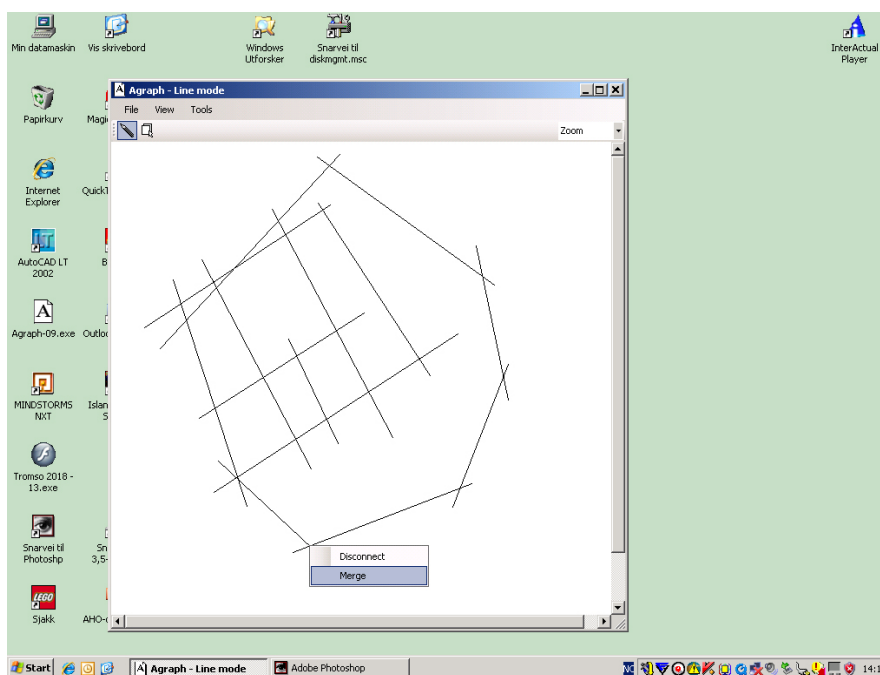 Min datamaskin
Vis skrivebord
Windows
Utforsker
Snarvei til
diskmgmt.msc
InterActual
Player
Agraph - Line mode
File View Tools
Zoom
Papirkurv
Internet
Explorer
AutoCAD LT
2002
Agraph-09.exe
MINDSTORMS
NXT
Tromso 2018 -
13.exe
Snarvei til
Photoshp
Sjakk
Disconnect
Merge
Start
Agraph - Line mode
Adobe Photoshop
NO